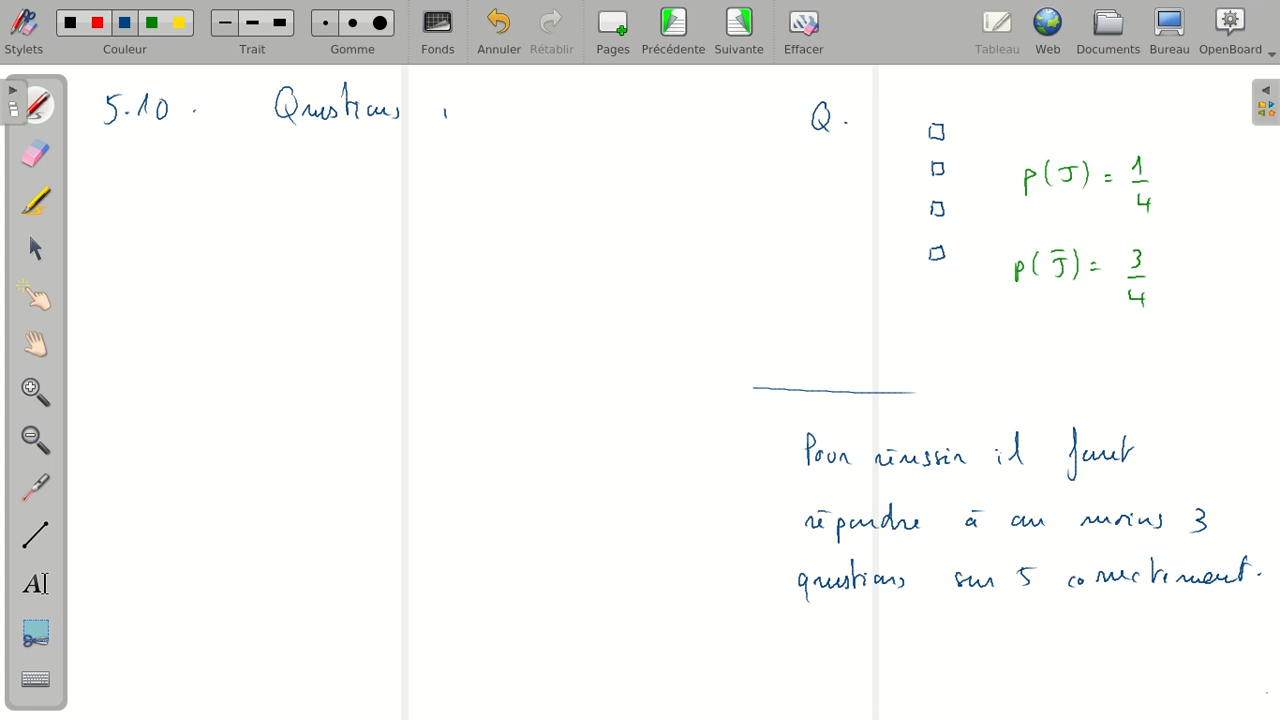 Stylets Couleur Trait Gomme Fonds Annuler Rétablir Pages Précédente Suivante Effacer Tableau Web Documents Bureau OpenBoard
5.10. Questions
Q.
p(J) = 1/4
p(J̄) = 3/4
Pour réussir il faut
répondre à au moins 3
questions sur 5 correctement.